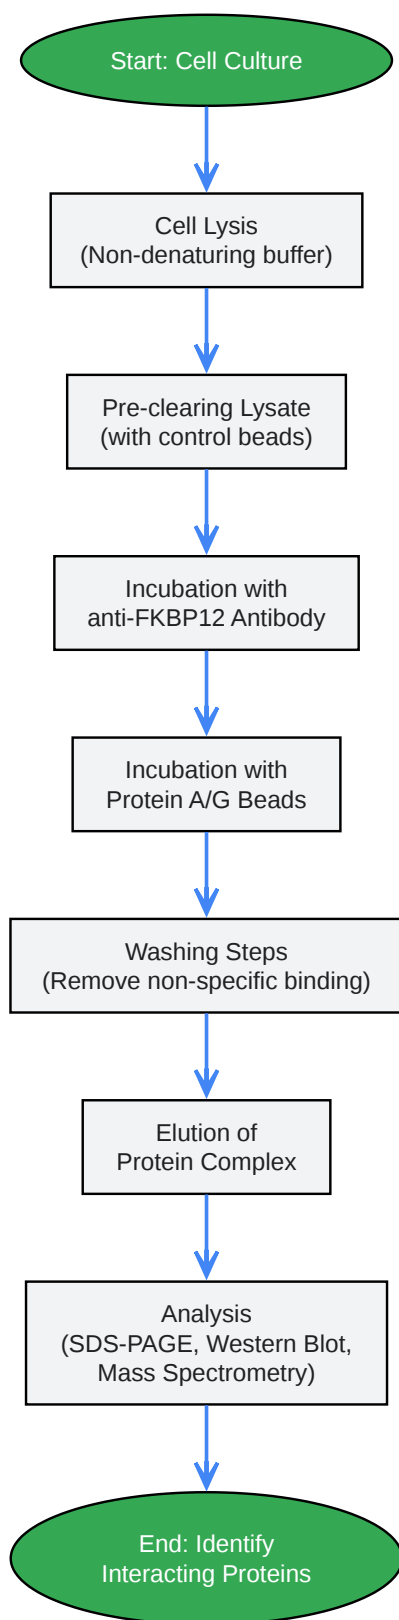 Start: Cell Culture
Cell Lysis
(Non-denaturing buffer)
Pre-clearing Lysate
(with control beads)
Incubation with
anti-FKBP12 Antibody
Incubation with
Protein A/G Beads
Washing Steps
(Remove non-specific binding)
Elution of
Protein Complex
Analysis
(SDS-PAGE, Western Blot,
Mass Spectrometry)
End: Identify
Interacting Proteins